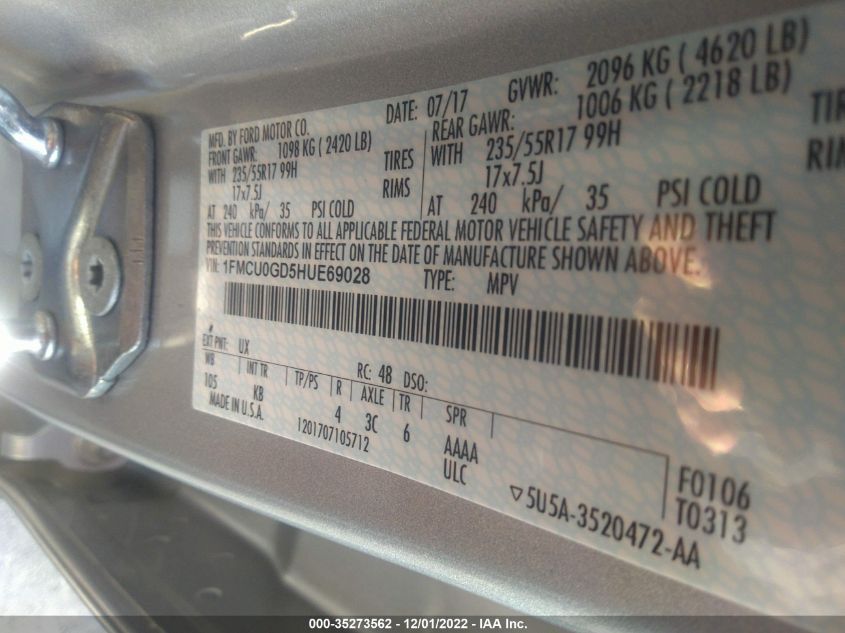 MFD. BY FORD MOTOR CO.
DATE: 07/17
GVWR: 2096 KG ( 4620 LB)
FRONT GAWR: 1098 KG ( 2420 LB)
REAR GAWR: 1006 KG ( 2218 LB)
WITH 235/55R17 99H TIRES
WITH 235/55R17 99H
17x7.5J RIMS
17x7.5J
AT 240 kPa/ 35 PSI COLD
AT 240 kPa/ 35 PSI COLD
THIS VEHICLE CONFORMS TO ALL APPLICABLE FEDERAL MOTOR VEHICLE SAFETY AND THEFT
PREVENTION STANDARDS IN EFFECT ON THE DATE OF MANUFACTURE SHOWN ABOVE.
VIN: 1FMCU0GD5HUE69028
TYPE: MPV
EXT PNT: UX
RC: 48 DSO:
WB INT TR TP/PS R AXLE TR SPR
105 KB 4 3C 6 AAAA
MADE IN U.S.A. 1201707105712
ULC
5U5A-3520472-AA
F0106
T0313
000-35273562 - 12/01/2022 - IAA Inc.